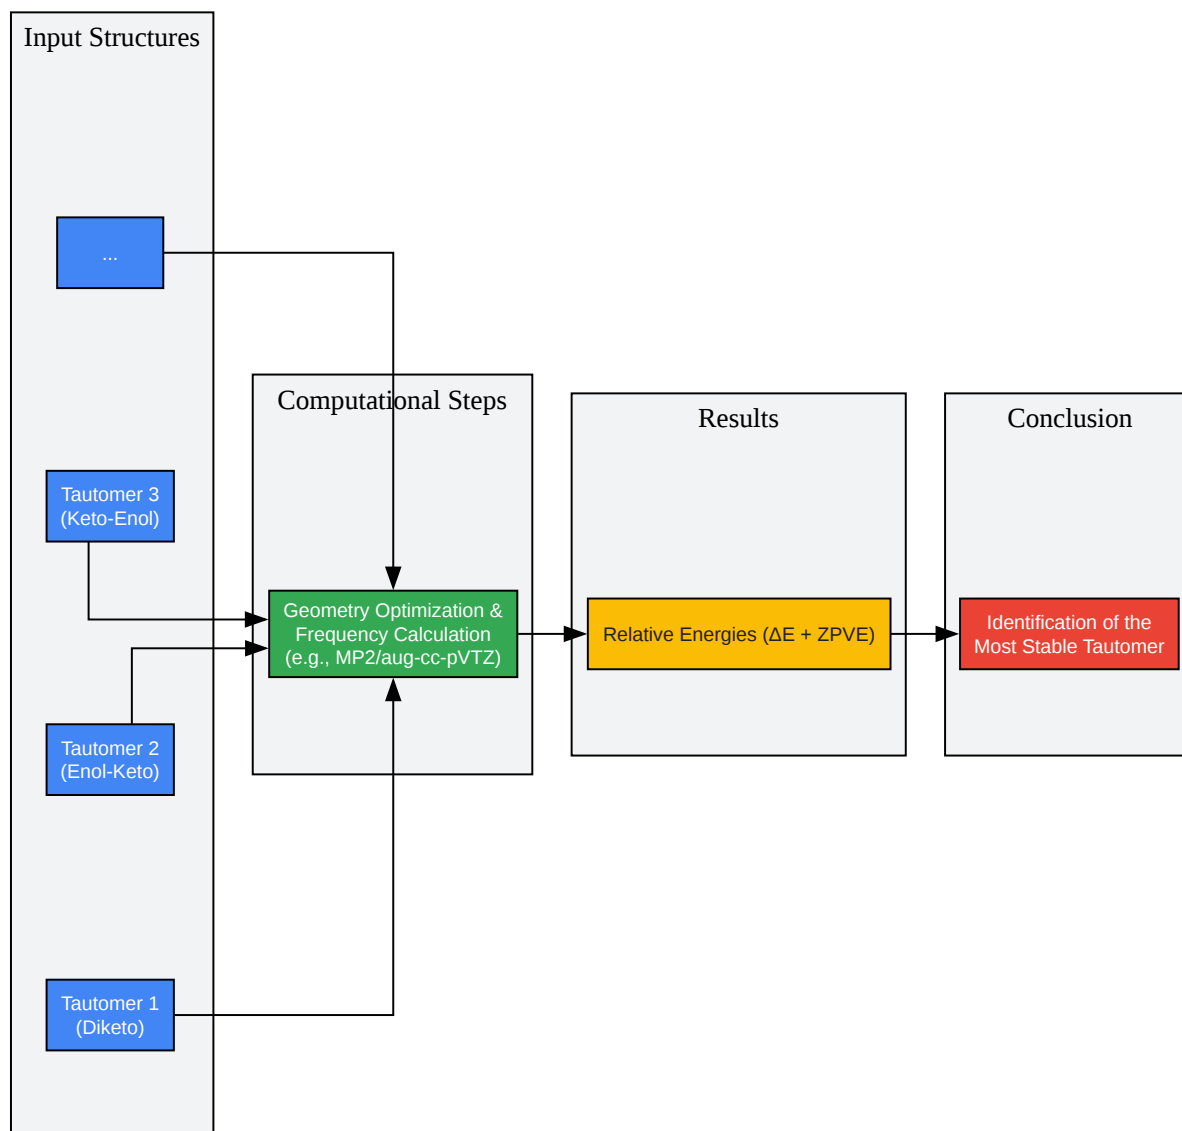 Input Structures
...
Tautomer 3
(Keto-Enol)
Tautomer 2
(Enol-Keto)
Tautomer 1
(Diketo)
Computational Steps
Geometry Optimization &
Frequency Calculation
(e.g., MP2/aug-cc-pVTZ)
Results
Relative Energies (ΔE + ZPVE)
Conclusion
Identification of the
Most Stable Tautomer